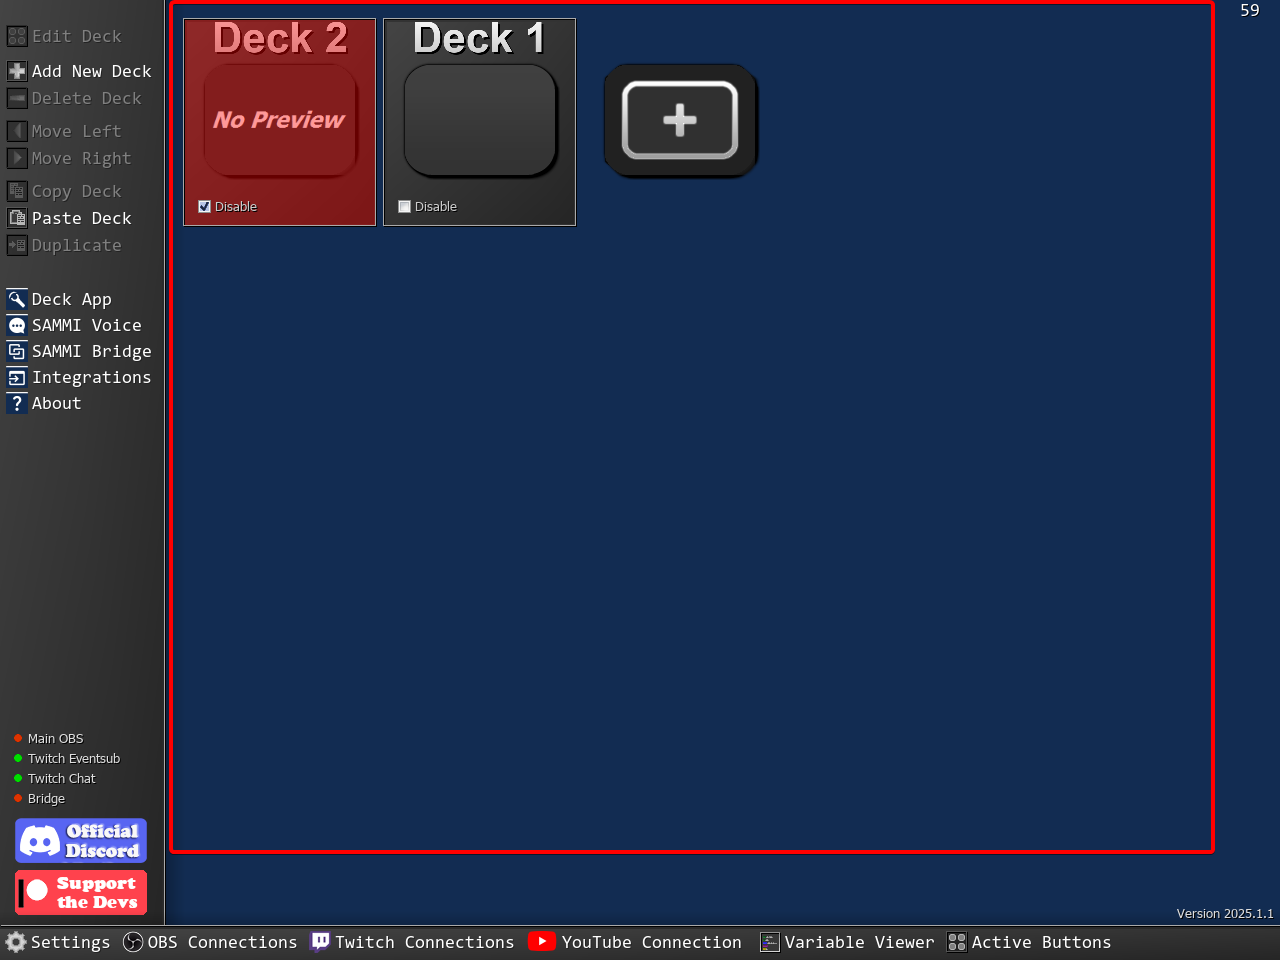 Edit Deck
Add New Deck
Delete Deck
Move Left
Move Right
Copy Deck
Paste Deck
Duplicate
Deck App
SAMMI Voice
SAMMI Bridge
Integrations
? About
Main OBS
Twitch Eventsub
Twitch Chat
Bridge
Official
Discord
Support
the Devs
Deck 2
No Preview
Disable
Deck 1
Disable
59
Version 2025.1.1
Settings
OBS Connections
Twitch Connections
YouTube Connection
Variable Viewer
Active Buttons